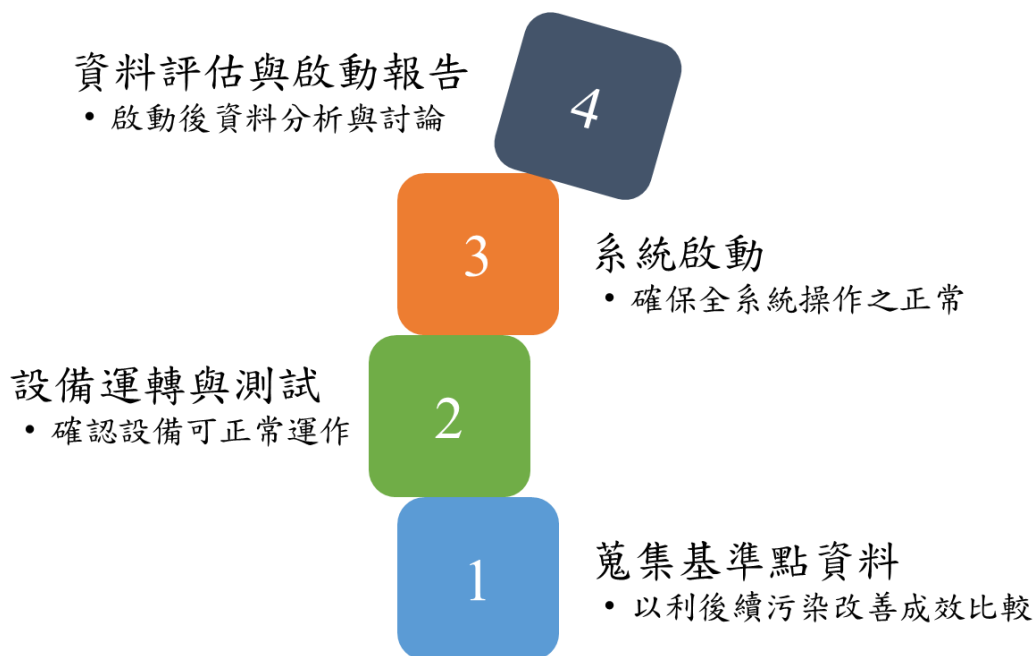 資料評估與啟動報告
• 啟動後資料分析與討論
4
3
系統啟動
• 確保全系統操作之正常
設備運轉與測試
• 確認設備可正常運作
2
1
蒐集基準點資料
• 以利後續污染改善成效比較